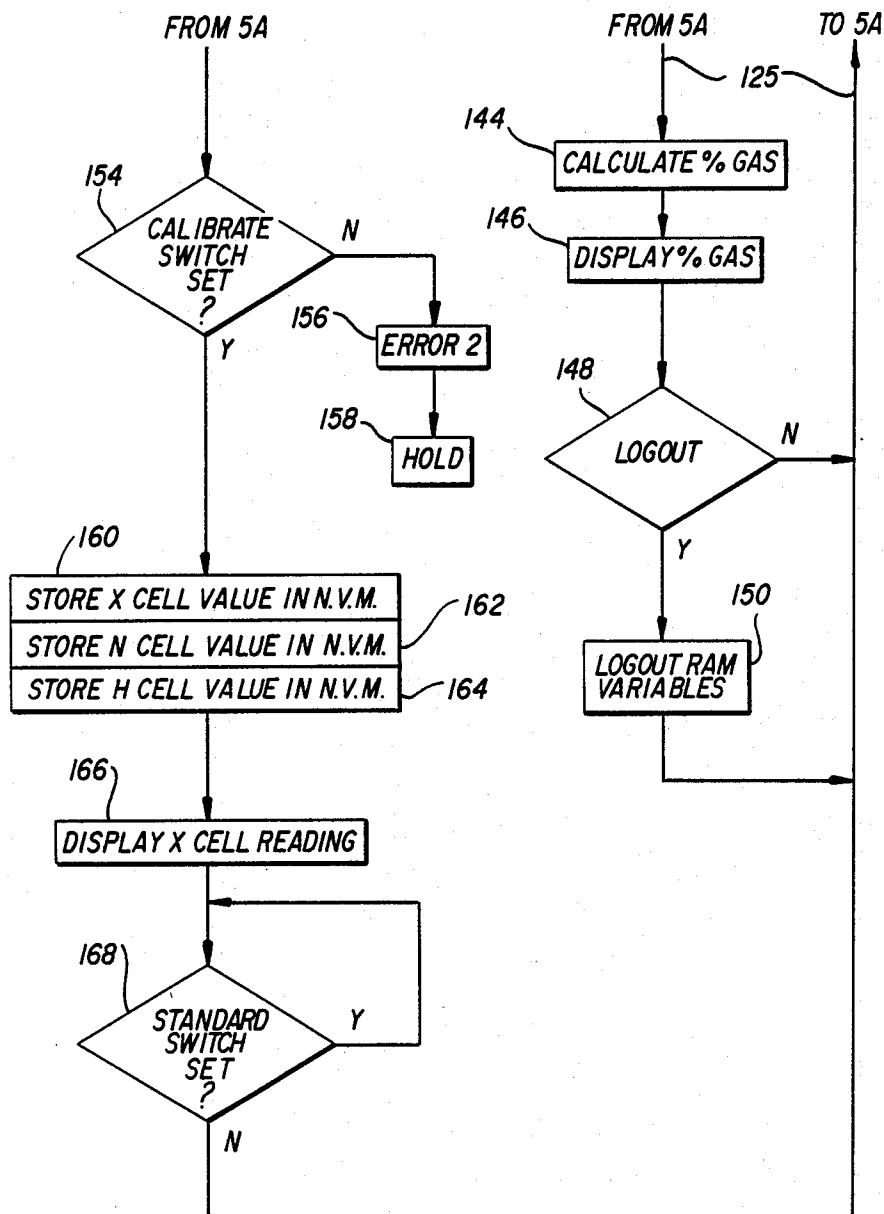 FROM 5A
154
CALIBRATE
SWITCH
SET
?
N
Y
156
ERROR 2
158
HOLD
160
STORE X CELL VALUE IN N.V.M.
STORE N CELL VALUE IN N.V.M.
162
STORE H CELL VALUE IN N.V.M.
164
166
DISPLAY X CELL READING
168
STANDARD
SWITCH
SET
?
Y
N
FROM 5A
TO 5A
125
144
CALCULATE % GAS
146
DISPLAY % GAS
148
LOGOUT
N
Y
150
LOGOUT RAM
VARIABLES